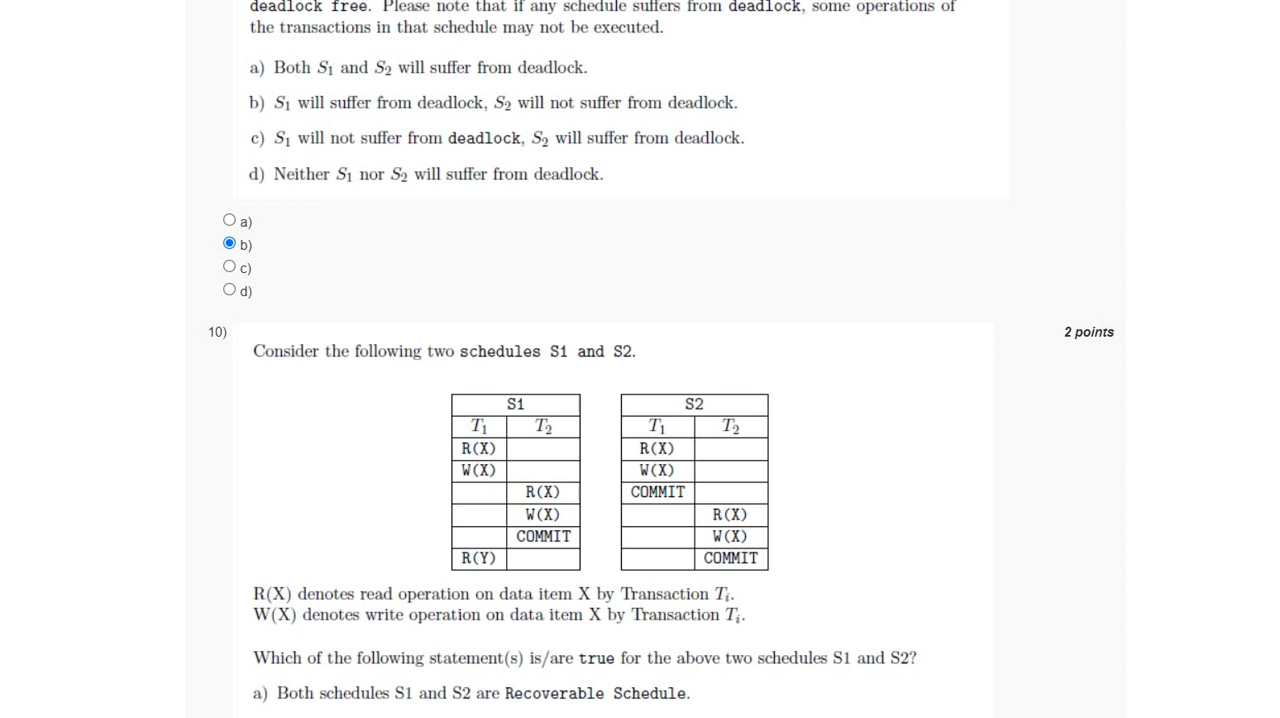 deadlock free. Please note that if any schedule suffers from deadlock, some operations of
the transactions in that schedule may not be executed.
a) Both S1 and S2 will suffer from deadlock.
b) S1 will suffer from deadlock, S2 will not suffer from deadlock.
c) S1 will not suffer from deadlock, S2 will suffer from deadlock.
d) Neither S1 nor S2 will suffer from deadlock.
a)
b)
c)
d)
10) 2 points
Consider the following two schedules S1 and S2.
S1
T1 T2
R(X)
W(X)
R(X)
W(X)
COMMIT
R(Y)
S2
T1 T2
R(X)
W(X)
COMMIT
R(X)
W(X)
COMMIT
R(X) denotes read operation on data item X by Transaction Ti.
W(X) denotes write operation on data item X by Transaction Ti.
Which of the following statement(s) is/are true for the above two schedules S1 and S2?
a) Both schedules S1 and S2 are Recoverable Schedule.